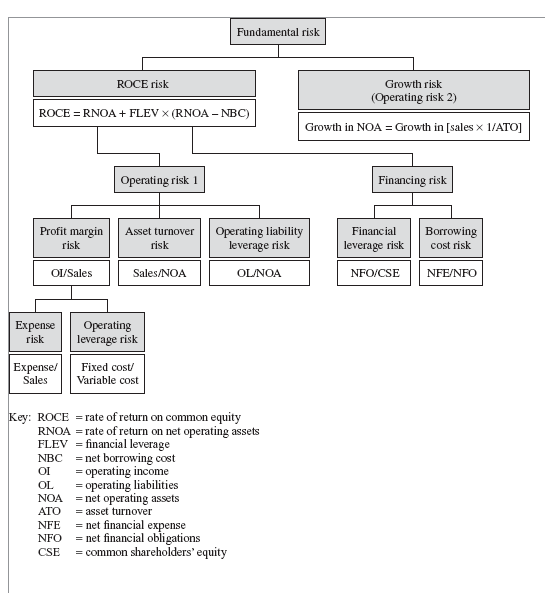 Fundamental risk
ROCE risk
ROCE = RNOA + FLEV × (RNOA – NBC)
Growth risk
(Operating risk 2)
Growth in NOA = Growth in [sales × 1/ATO]
Operating risk 1
Financing risk
Profit margin
risk
OI/Sales
Asset turnover
risk
Sales/NOA
Operating liability
leverage risk
OL/NOA
Financial
leverage risk
NFO/CSE
Borrowing
cost risk
NFE/NFO
Expense
risk
Expense/
Sales
Operating
leverage risk
Fixed cost/
Variable cost
Key: ROCE = rate of return on common equity
RNOA = rate of return on net operating assets
FLEV = financial leverage
NBC = net borrowing cost
OI = operating income
OL = operating liabilities
NOA = net operating assets
ATO = asset turnover
NFE = net financial expense
NFO = net financial obligations
CSE = common shareholders' equity